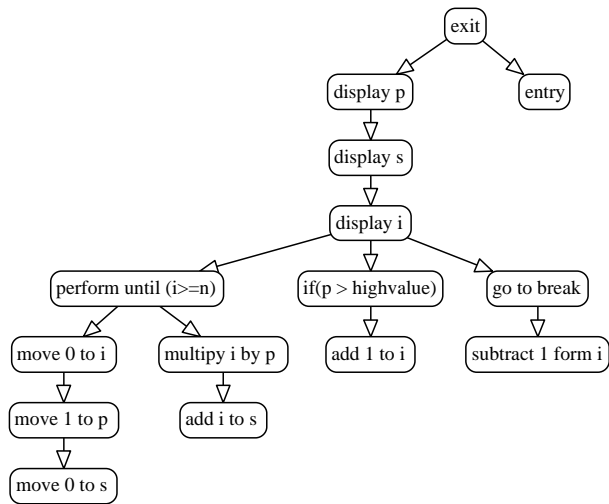 exit
display p
entry
display s
display i
perform until (i>=n)
if(p > highvalue)
go to break
move 0 to i
multipy i by p
add 1 to i
subtract 1 form i
move 1 to p
add i to s
move 0 to s